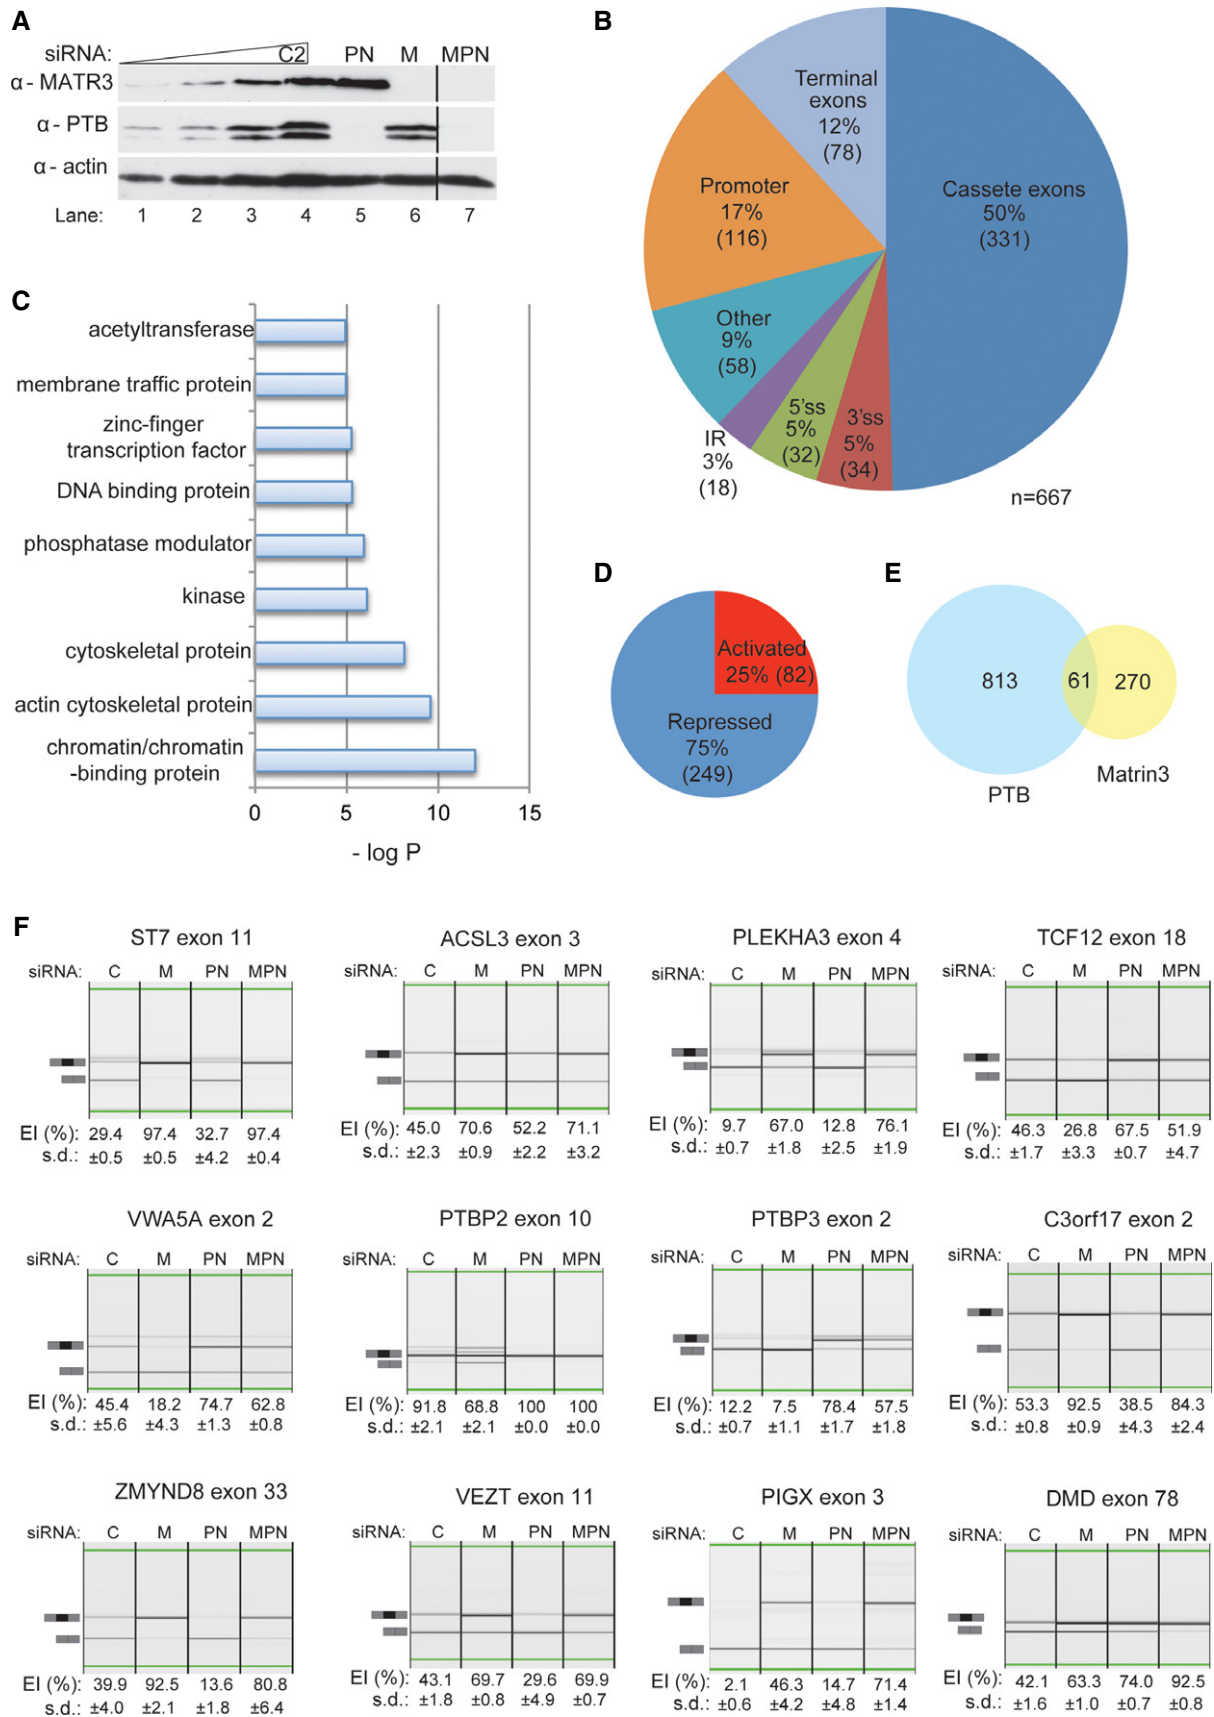 A
siRNA: C2 PN M MPN
α - MATR3
α - PTB
α - actin
Lane: 1 2 3 4 5 6 7
B
Terminal
exons
12%
(78)
Cassete exons
50%
(331)
Promoter
17%
(116)
Other
9%
(58)
IR
3%
(18)
5'ss
5%
(32)
3'ss
5%
(34)
n=667
C
acetyltransferase
membrane traffic protein
zinc-finger
transcription factor
DNA binding protein
phosphatase modulator
kinase
cytoskeletal protein
actin cytoskeletal protein
chromatin/chromatin
-binding protein
0 5 10 15
- log P
D
Activated
25% (82)
Repressed
75%
(249)
E
813 61 270
PTB
Matrin3
F
ST7 exon 11
siRNA: C M PN MPN
EI (%): 29.4 97.4 32.7 97.4
s.d.: ±0.5 ±0.5 ±4.2 ±0.4
ACSL3 exon 3
siRNA: C M PN MPN
EI (%): 45.0 70.6 52.2 71.1
s.d.: ±2.3 ±0.9 ±2.2 ±3.2
PLEKHA3 exon 4
siRNA: C M PN MPN
EI (%): 9.7 67.0 12.8 76.1
s.d.: ±0.7 ±1.8 ±2.5 ±1.9
TCF12 exon 18
siRNA: C M PN MPN
EI (%): 46.3 26.8 67.5 51.9
s.d.: ±1.7 ±3.3 ±0.7 ±4.7
VWA5A exon 2
siRNA: C M PN MPN
EI (%): 45.4 18.2 74.7 62.8
s.d.: ±5.6 ±4.3 ±1.3 ±0.8
PTBP2 exon 10
siRNA: C M PN MPN
EI (%): 91.8 68.8 100 100
s.d.: ±2.1 ±2.1 ±0.0 ±0.0
PTBP3 exon 2
siRNA: C M PN MPN
EI (%): 12.2 7.5 78.4 57.5
s.d.: ±0.7 ±1.1 ±1.7 ±1.8
C3orf17 exon 2
siRNA: C M PN MPN
EI (%): 53.3 92.5 38.5 84.3
s.d.: ±0.8 ±0.9 ±4.3 ±2.4
ZMYND8 exon 33
siRNA: C M PN MPN
EI (%): 39.9 92.5 13.6 80.8
s.d.: ±4.0 ±2.1 ±1.8 ±6.4
VEZT exon 11
siRNA: C M PN MPN
EI (%): 43.1 69.7 29.6 69.9
s.d.: ±1.8 ±0.8 ±4.9 ±0.7
PIGX exon 3
siRNA: C M PN MPN
EI (%): 2.1 46.3 14.7 71.4
s.d.: ±0.6 ±4.2 ±4.8 ±1.4
DMD exon 78
siRNA: C M PN MPN
EI (%): 42.1 63.3 74.0 92.5
s.d.: ±1.6 ±1.0 ±0.7 ±0.8